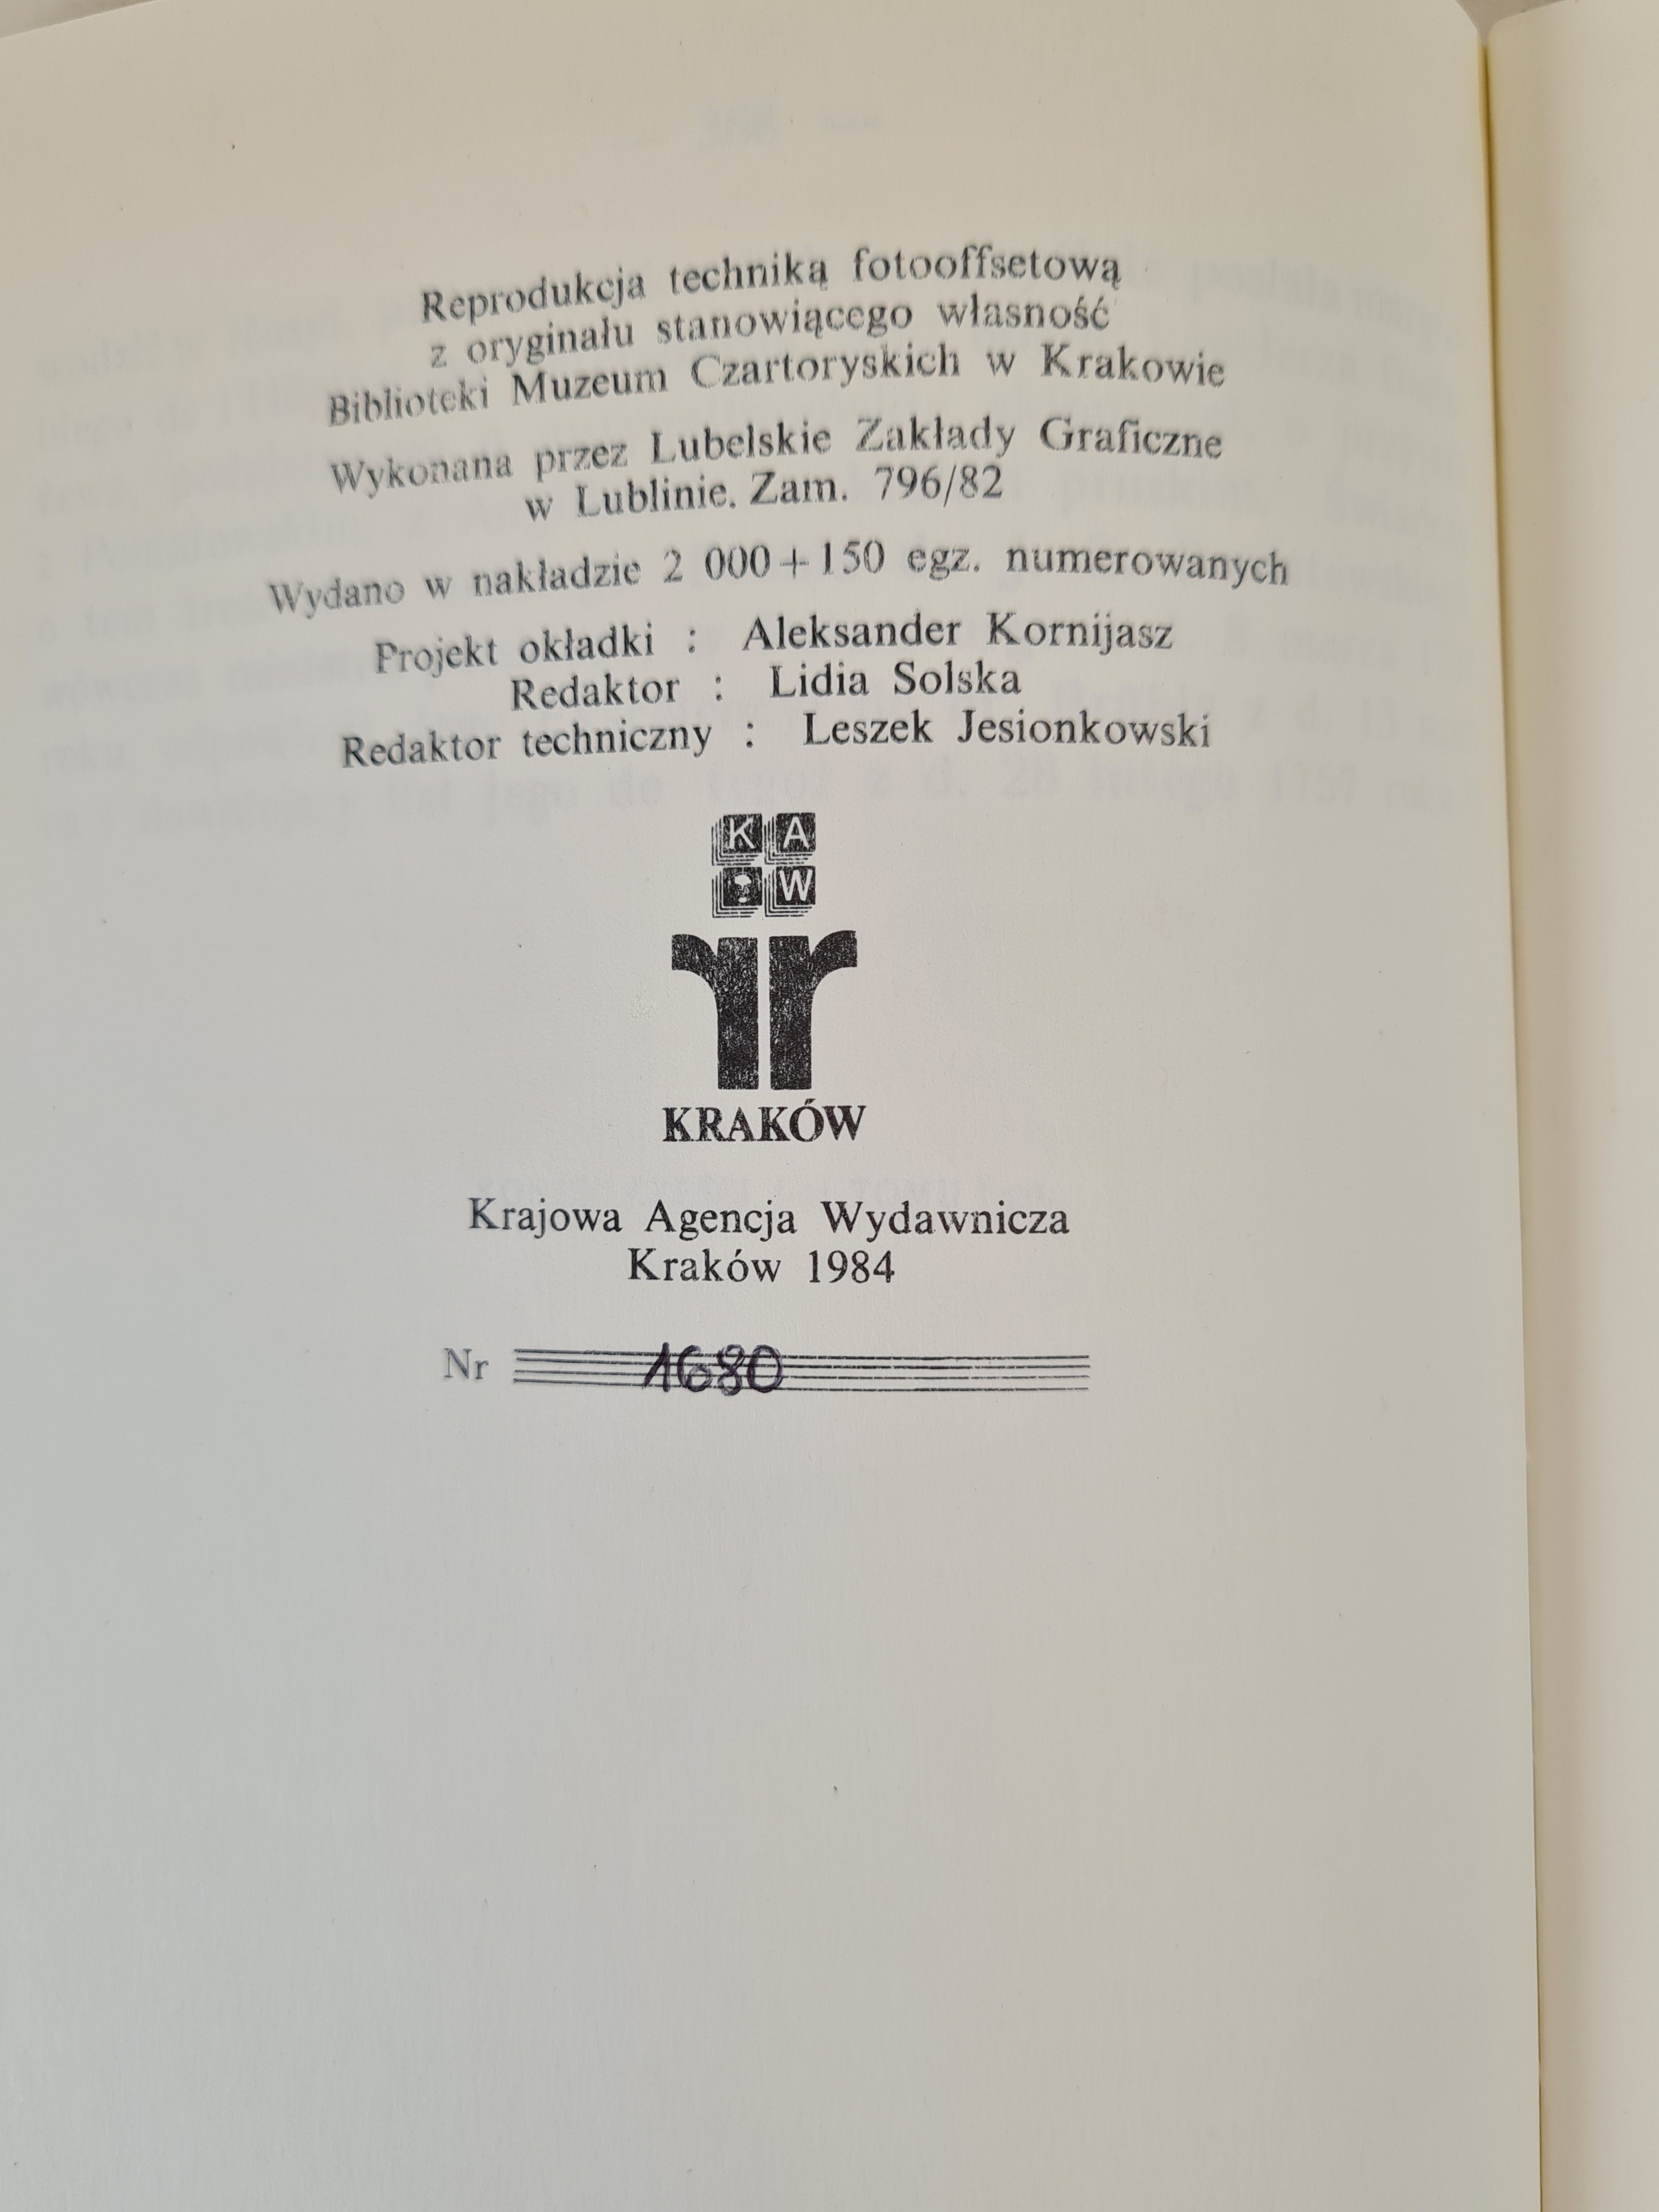 Reprodukcja techniką fotooffsetową
z oryginału stanowiącego własność
Biblioteki Muzeum Czartoryskich w Krakowie
Wykonana przez Lubelskie Zakłady Graficzne
w Lublinie. Zam. 796/82
Wydano w nakładzie 2 000+150 egz. numerowanych
Projekt okładki : Aleksander Kornijasz
Redaktor : Lidia Solska
Redaktor techniczny : Leszek Jesionkowski
K A
W
KRAKÓW
Krajowa Agencja Wydawnicza
Kraków 1984
Nr 1680